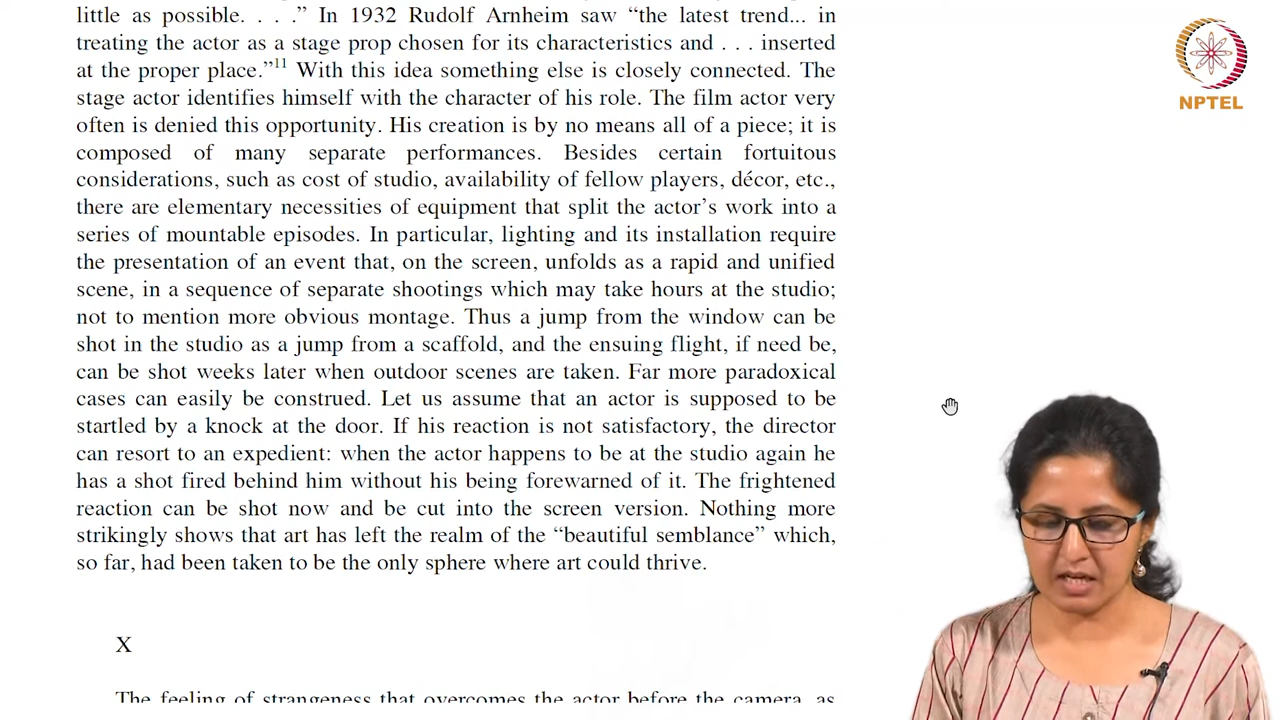 little as possible. . . .” In 1932 Rudolf Arnheim saw “the latest trend... in
treating the actor as a stage prop chosen for its characteristics and . . . inserted
at the proper place.”11 With this idea something else is closely connected. The
stage actor identifies himself with the character of his role. The film actor very
often is denied this opportunity. His creation is by no means all of a piece; it is
composed of many separate performances. Besides certain fortuitous
considerations, such as cost of studio, availability of fellow players, décor, etc.,
there are elementary necessities of equipment that split the actor’s work into a
series of mountable episodes. In particular, lighting and its installation require
the presentation of an event that, on the screen, unfolds as a rapid and unified
scene, in a sequence of separate shootings which may take hours at the studio;
not to mention more obvious montage. Thus a jump from the window can be
shot in the studio as a jump from a scaffold, and the ensuing flight, if need be,
can be shot weeks later when outdoor scenes are taken. Far more paradoxical
cases can easily be construed. Let us assume that an actor is supposed to be
startled by a knock at the door. If his reaction is not satisfactory, the director
can resort to an expedient: when the actor happens to be at the studio again he
has a shot fired behind him without his being forewarned of it. The frightened
reaction can be shot now and be cut into the screen version. Nothing more
strikingly shows that art has left the realm of the “beautiful semblance” which,
so far, had been taken to be the only sphere where art could thrive.
X
The feeling of strangeness that overcomes the actor before the camera, as
NPTEL